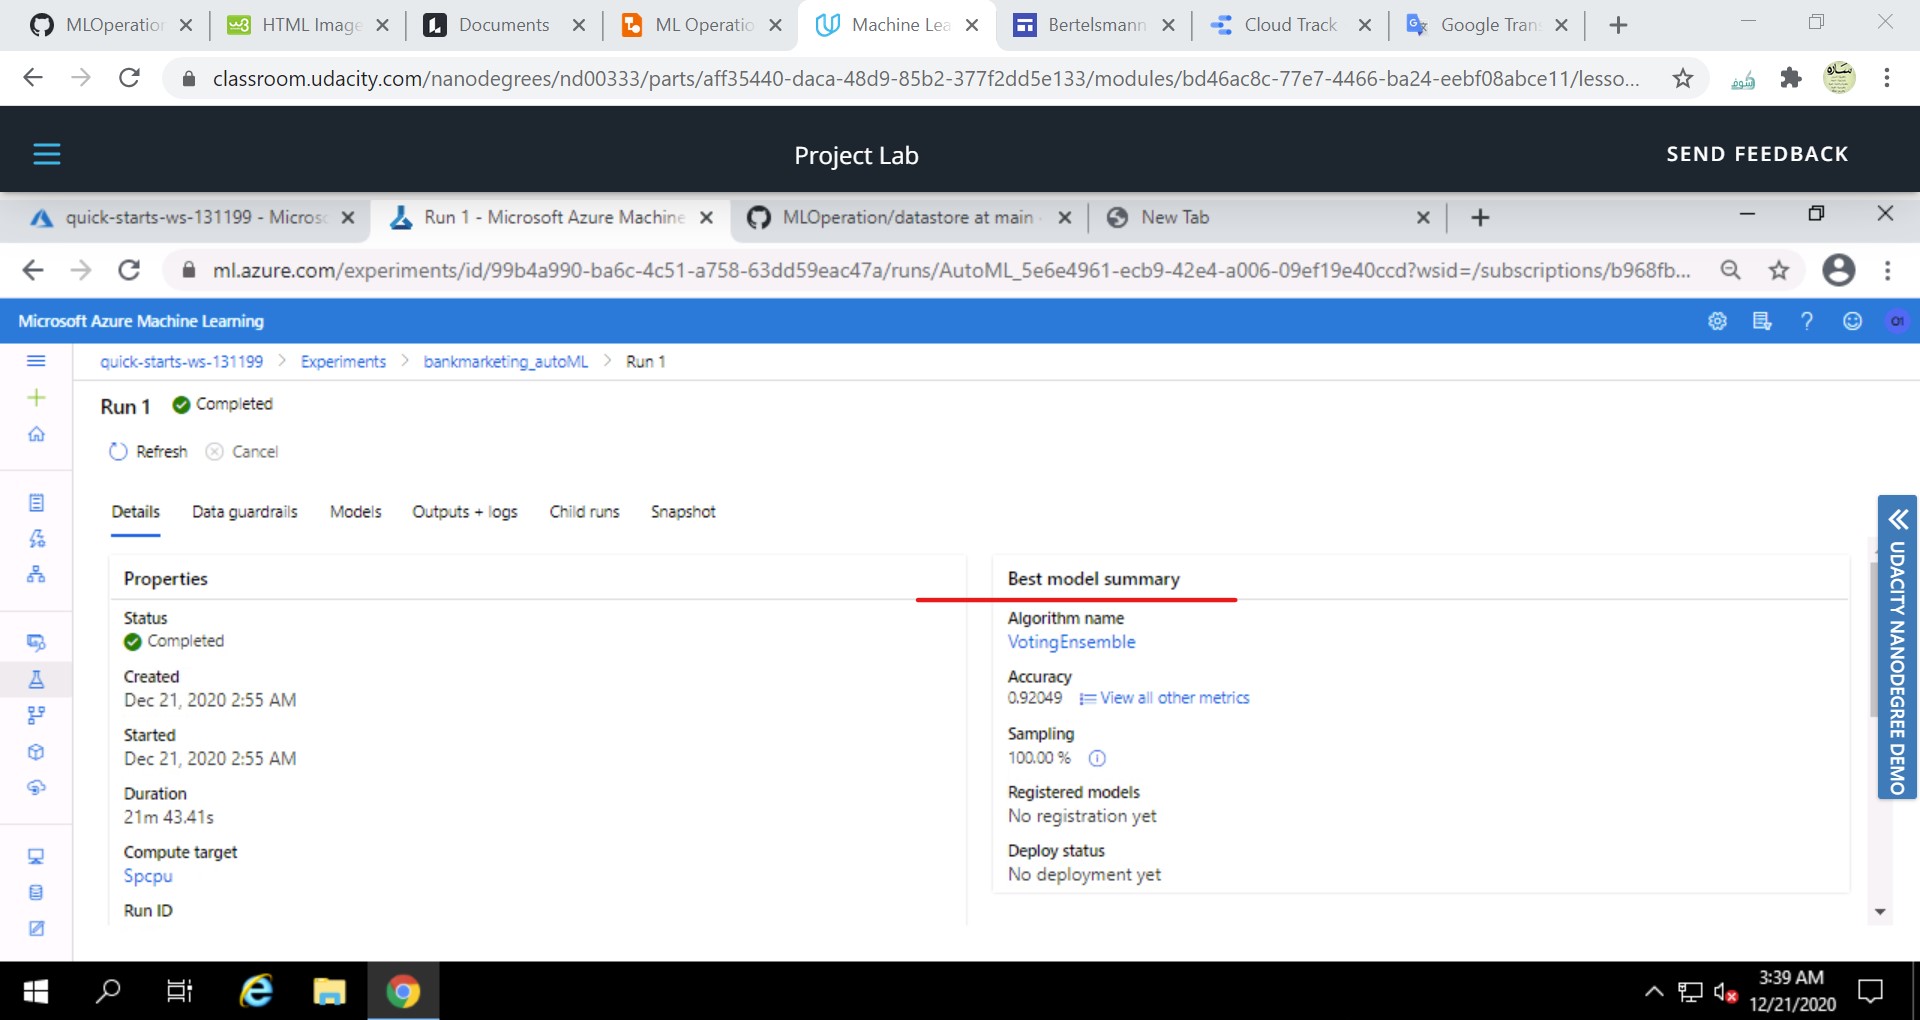 MLOperation
HTML Image
Documents
ML Operatio
Machine Lea
Bertelsmann
Cloud Track
Google Tran
classroom.udacity.com/nanodegrees/nd00333/parts/aff35440-daca-48d9-85b2-377f2dd5e133/modules/bd46ac8c-77e7-4466-ba24-eebf08abce11/lesso...
Project Lab
SEND FEEDBACK
quick-starts-ws-131199 - Micros
Run 1 - Microsoft Azure Machine
MLOperation/datastore at main
New Tab
ml.azure.com/experiments/id/99b4a990-ba6c-4c51-a758-63dd59eac47a/runs/AutoML_5e6e4961-ecb9-42e4-a006-09ef19e40ccd?wsid=/subscriptions/b968fb...
Microsoft Azure Machine Learning
quick-starts-ws-131199 > Experiments > bankmarketing_autoML > Run 1
Run 1 Completed
Refresh Cancel
Details Data guardrails Models Outputs + logs Child runs Snapshot
Properties
Status
Completed
Created
Dec 21, 2020 2:55 AM
Started
Dec 21, 2020 2:55 AM
Duration
21m 43.41s
Compute target
Spcpu
Run ID
Best model summary
Algorithm name
VotingEnsemble
Accuracy
0.92049 View all other metrics
Sampling
100.00 %
Registered models
No registration yet
Deploy status
No deployment yet
UDACITY NANODEGREE DEMO
3:39 AM
12/21/2020